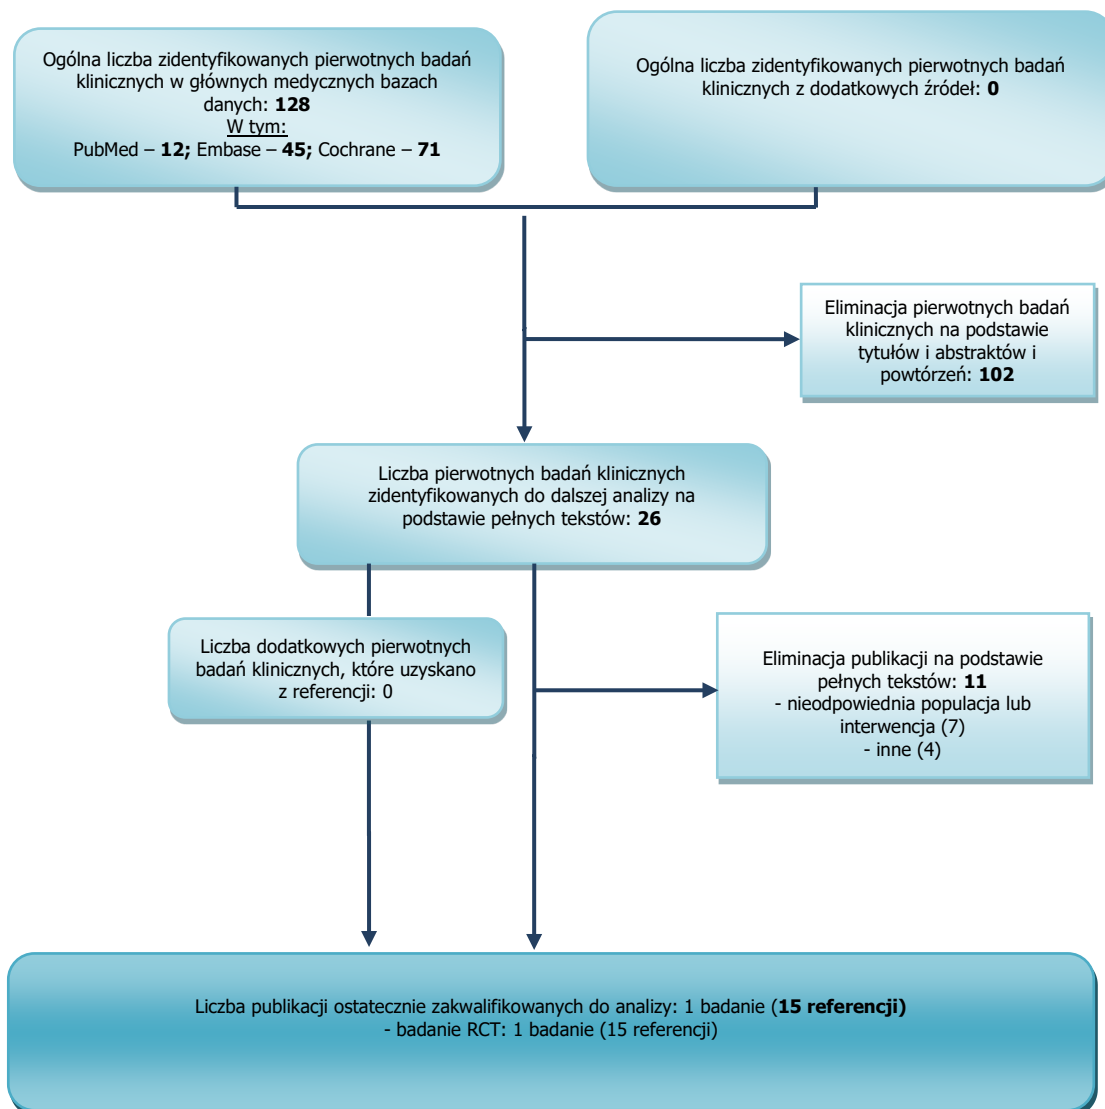 Ogólna liczba zidentyfikowanych pierwotnych badań
klinicznych w głównych medycznych bazach
danych: 128
W tym:
PubMed – 12; Embase – 45; Cochrane – 71
Ogólna liczba zidentyfikowanych pierwotnych badań
klinicznych z dodatkowych źródeł: 0
Eliminacja pierwotnych badań
klinicznych na podstawie
tytułów i abstraktów i
powtórzeń: 102
Liczba pierwotnych badań klinicznych
zidentyfikowanych do dalszej analizy na
podstawie pełnych tekstów: 26
Liczba dodatkowych pierwotnych
badań klinicznych, które uzyskano
z referencji: 0
Eliminacja publikacji na podstawie
pełnych tekstów: 11
- nieodpowiednia populacja lub
interwencja (7)
- inne (4)
Liczba publikacji ostatecznie zakwalifikowanych do analizy: 1 badanie (15 referencji)
- badanie RCT: 1 badanie (15 referencji)